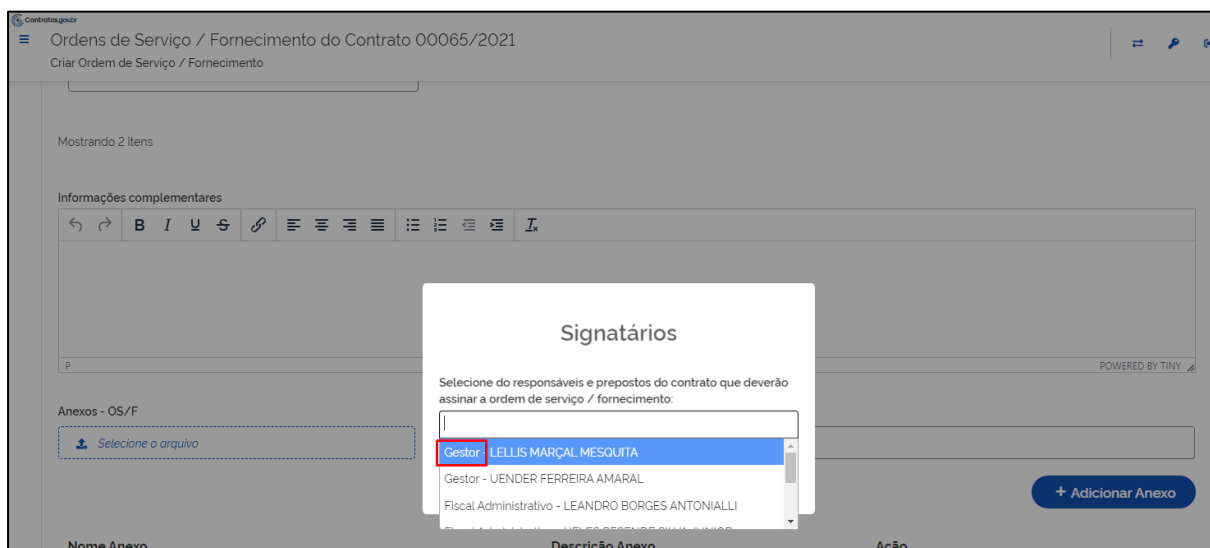 Contratos.gov.br
Ordens de Serviço / Fornecimento do Contrato 00065/2021
Criar Ordem de Serviço / Fornecimento
Mostrando 2 itens
Informações complementares
P
POWERED BY TINY
Signatários
Selecione do responsáveis e prepostos do contrato que deverão
assinar a ordem de serviço / fornecimento:
Gestor - LELLIS MARÇAL MESQUITA
Gestor - UENDER FERREIRA AMARAL
Fiscal Administrativo - LEANDRO BORGES ANTONIALLI
Anexos - OS/F
Selecione o arquivo
+ Adicionar Anexo
Nome Anexo Descrição Anexo Ação